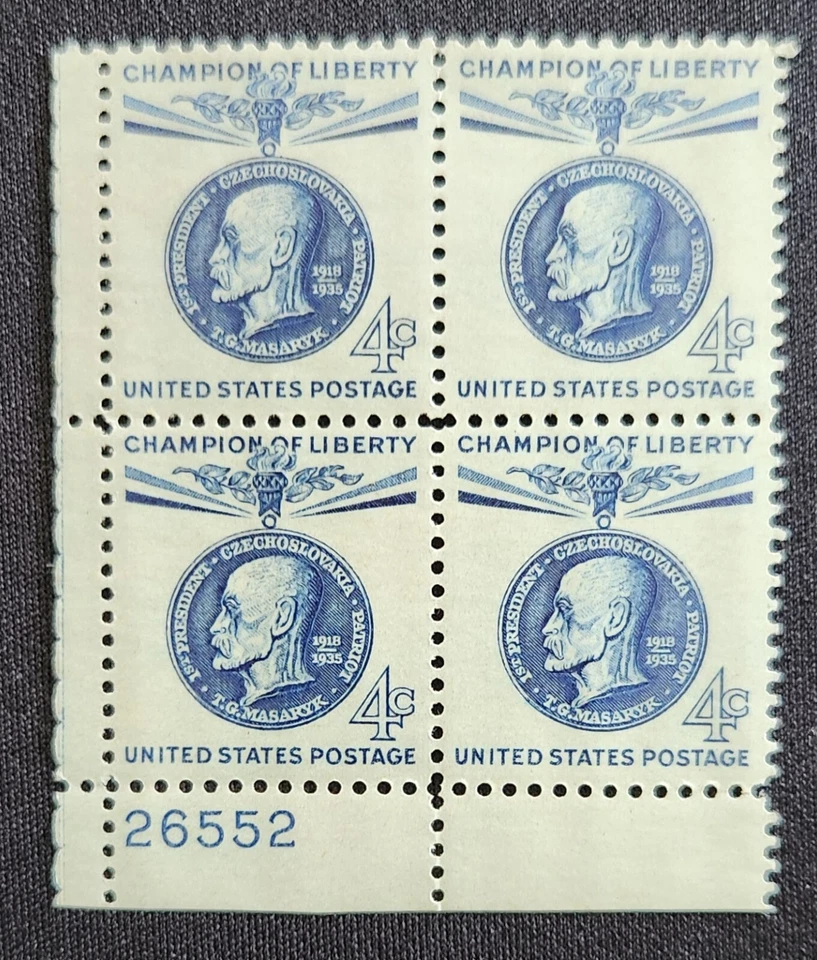 CHAMPION OF LIBERTY
1ST PRESIDENT · CZECHOSLOVAKIA · PATRIOT
1918
1935
· T.G. MASARYK ·
4c
UNITED STATES POSTAGE
CHAMPION OF LIBERTY
1ST PRESIDENT · CZECHOSLOVAKIA · PATRIOT
1918
1935
· T.G. MASARYK ·
4c
UNITED STATES POSTAGE
CHAMPION OF LIBERTY
1ST PRESIDENT · CZECHOSLOVAKIA · PATRIOT
1918
1935
· T.G. MASARYK ·
4c
UNITED STATES POSTAGE
CHAMPION OF LIBERTY
1ST PRESIDENT · CZECHOSLOVAKIA · PATRIOT
1918
1935
· T.G. MASARYK ·
4c
UNITED STATES POSTAGE
26552